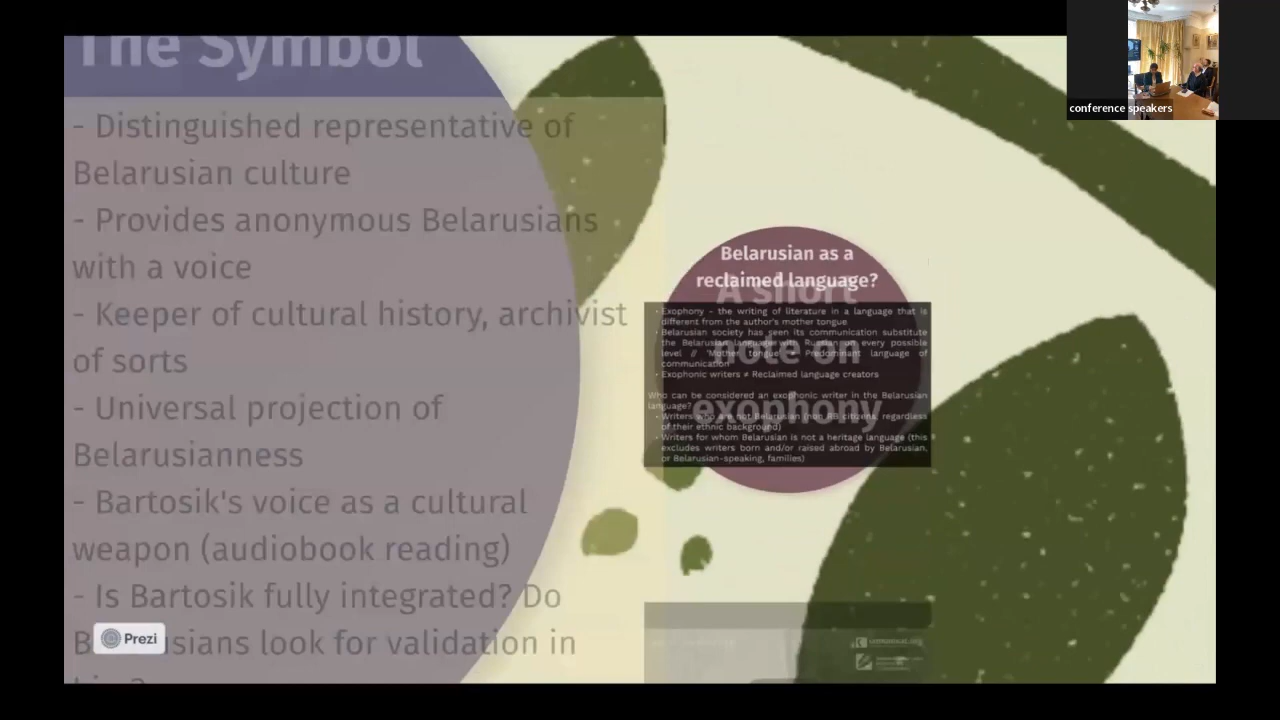 The Symbol
- Distinguished representative of
Belarusian culture
- Provides anonymous Belarusians
with a voice
- Keeper of cultural history, archivist
of sorts
- Universal projection of
Belarusianness
- Bartosik's voice as a cultural
weapon (audiobook reading)
- Is Bartosik fully integrated? Do
Belarusians look for validation in
Prezi
Belarusian as a
reclaimed language?
A short
note on
exophony
• Exophony - the writing of literature in a language that is
different from the author's mother tongue
• Belarusian society has seen its communication substitute
the Belarusian language with Russian on every possible
level // 'Mother tongue' = Predominant language of
communication
• Exophonic writers ≠ Reclaimed language creators
Who can be considered an exophonic writer in the Belarusian
language?
• Writers who are not Belarusian (non RB citizens, regardless
of their ethnic background)
• Writers for whom Belarusian is not a heritage language (this
excludes writers born and/or raised abroad by Belarusian,
or Belarusian-speaking, families)
conference speakers